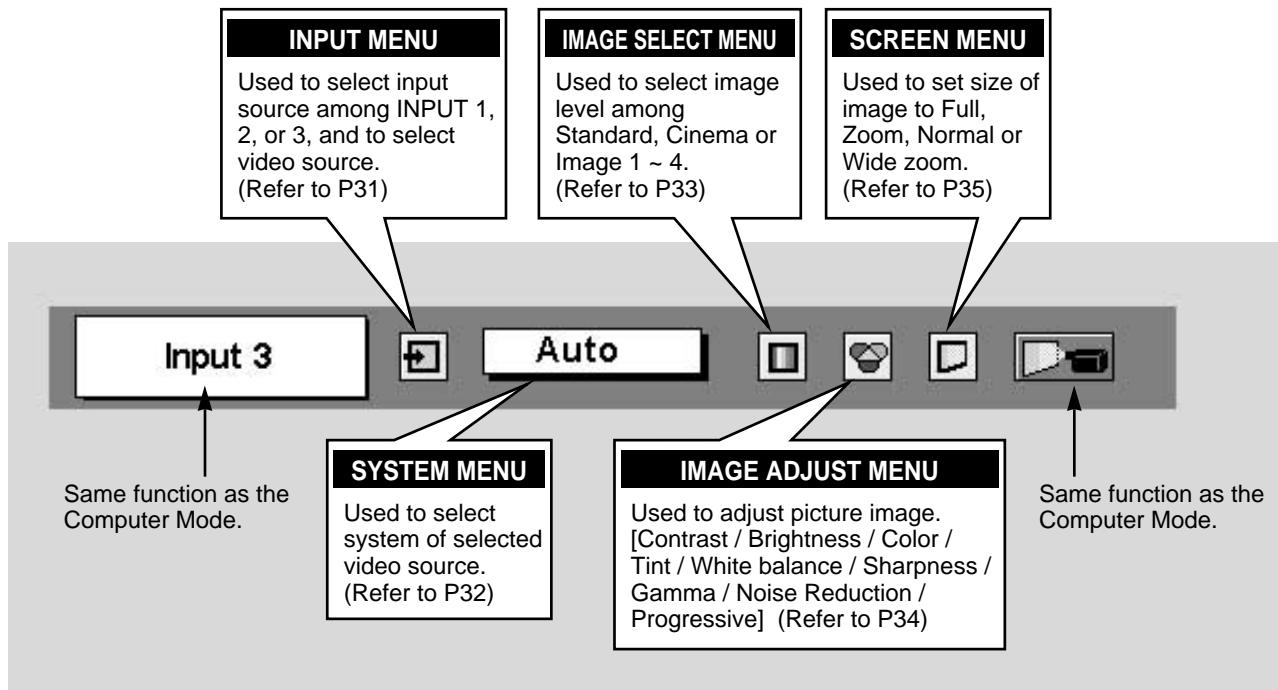 INPUT MENU
Used to select input
source among INPUT 1,
2, or 3, and to select
video source.
(Refer to P31)
IMAGE SELECT MENU
Used to select image
level among
Standard, Cinema or
Image 1 ~ 4.
(Refer to P33)
SCREEN MENU
Used to set size of
image to Full,
Zoom, Normal or
Wide zoom.
(Refer to P35)
Input 3
Auto
Same function as the
Computer Mode.
SYSTEM MENU
Used to select
system of selected
video source.
(Refer to P32)
IMAGE ADJUST MENU
Used to adjust picture image.
[Contrast / Brightness / Color /
Tint / White balance / Sharpness /
Gamma / Noise Reduction /
Progressive]  (Refer to P34)
Same function as the
Computer Mode.